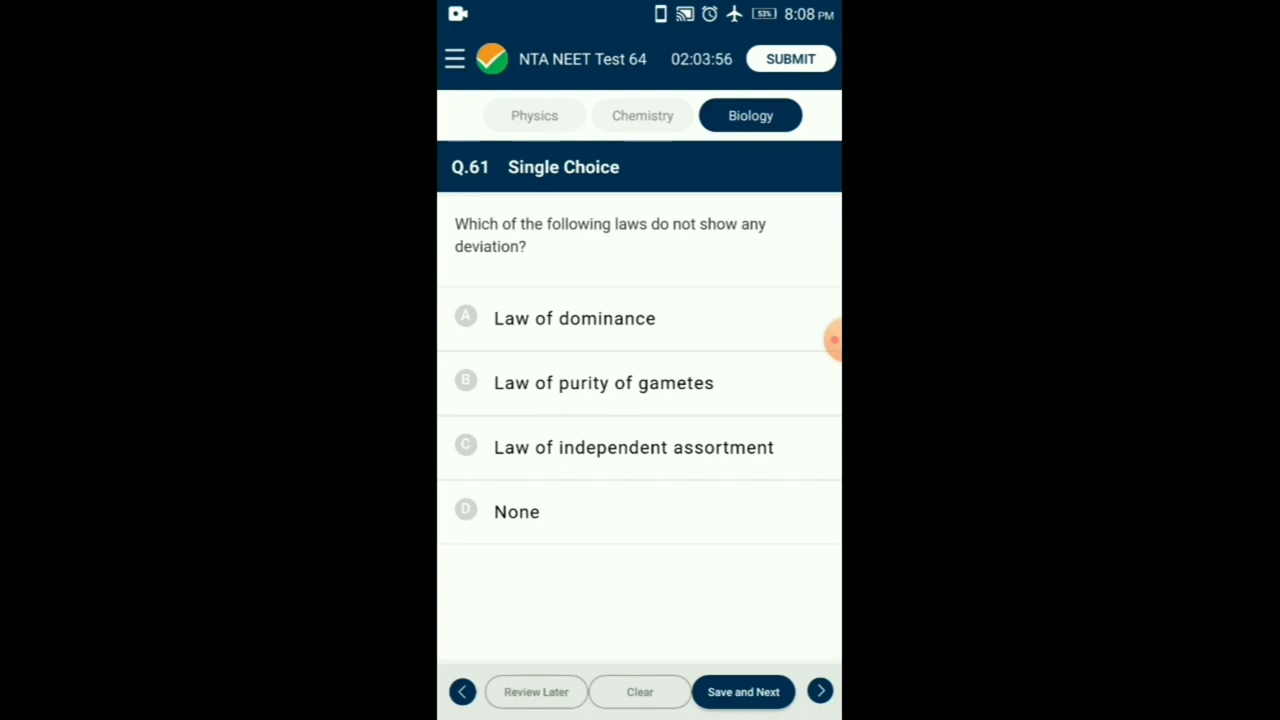 53% 8:08 PM
NTA NEET Test 64 02:03:56 SUBMIT
Physics Chemistry Biology
Q.61 Single Choice
Which of the following laws do not show any
deviation?
A Law of dominance
B Law of purity of gametes
C Law of independent assortment
D None
Review Later Clear Save and Next